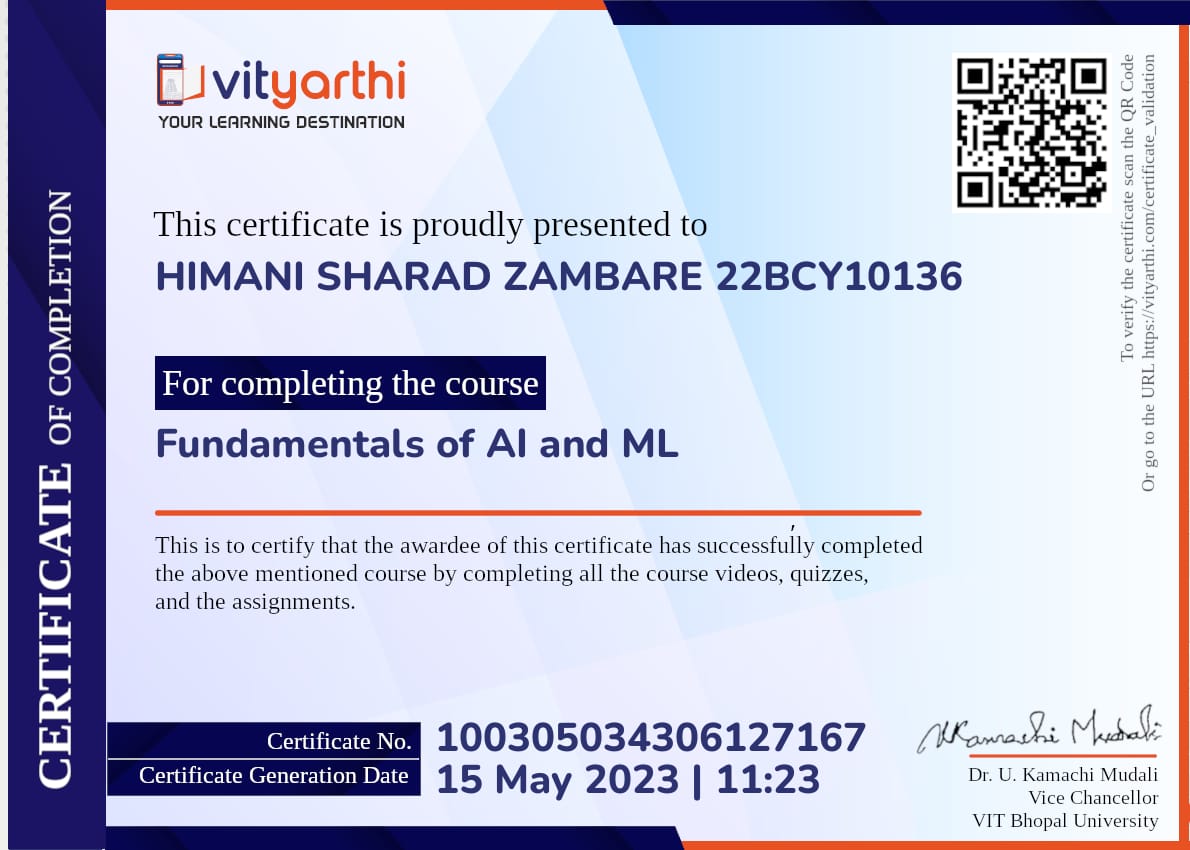 vityarthi
YOUR LEARNING DESTINATION
To verify the certificate scan the QR Code
Or go to the URL https://vityarthi.com/certificate_validation
CERTIFICATE OF COMPLETION
This certificate is proudly presented to
HIMANI SHARAD ZAMBARE 22BCY10136
For completing the course
Fundamentals of AI and ML
This is to certify that the awardee of this certificate has successfully completed
the above mentioned course by completing all the course videos, quizzes,
and the assignments.
Certificate No. 100305034306127167
Certificate Generation Date 15 May 2023 | 11:23
UKamachi Mudali
Dr. U. Kamachi Mudali
Vice Chancellor
VIT Bhopal University